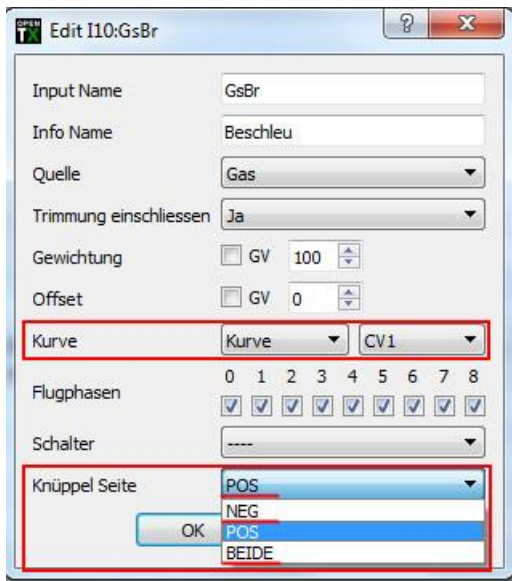 OPEN TX Edit I10:GsBr ? X
Input Name GsBr
Info Name Beschleu
Quelle Gas
Trimmung einschliessen Ja
Gewichtung GV 100
Offset GV 0
Kurve Kurve CV1
0 1 2 3 4 5 6 7 8
Flugphasen
Schalter ----
Knüppel Seite POS
NEG
OK POS
BEIDE